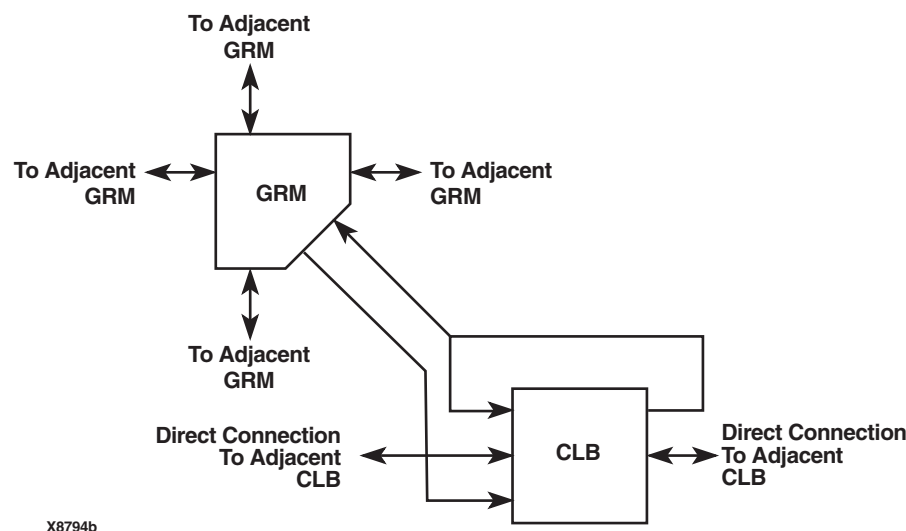 To Adjacent
GRM
To Adjacent
GRM
GRM
To Adjacent
GRM
To Adjacent
GRM
Direct Connection
To Adjacent
CLB
CLB
Direct Connection
To Adjacent
CLB
X8794b